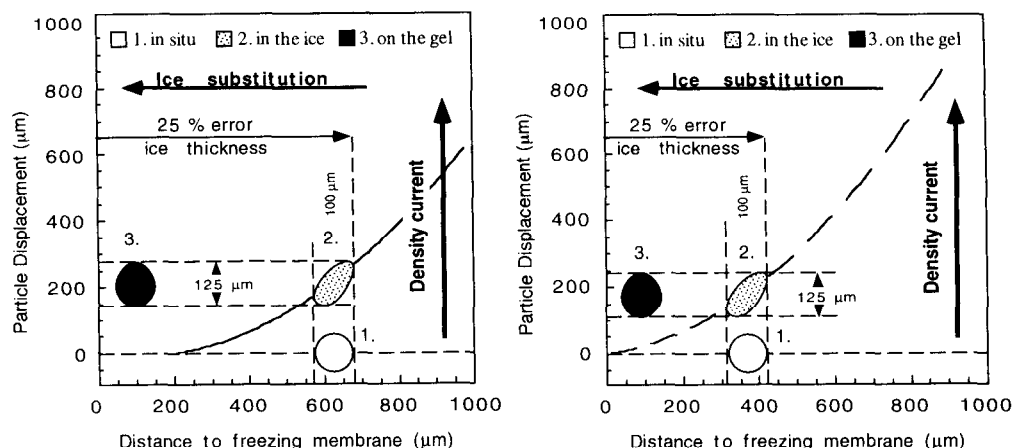 1000
1. in situ 2. in the ice 3. on the gel
800
Ice substitution
25 % error
ice thickness
600
400
200
0
100 µm
3.
2.
125 µm
1.
Density current
Particle Displacement (µm)
0 200 400 600 800 1000
Distance to freezing membrane (µm)
1000
1. in situ 2. in the ice 3. on the gel
800
Ice substitution
25 % error
ice thickness
600
400
200
0
100 µm
3.
2.
125 µm
1.
Density current
Particle Displacement (µm)
0 200 400 600 800 1000
Distance to freezing membrane (µm)